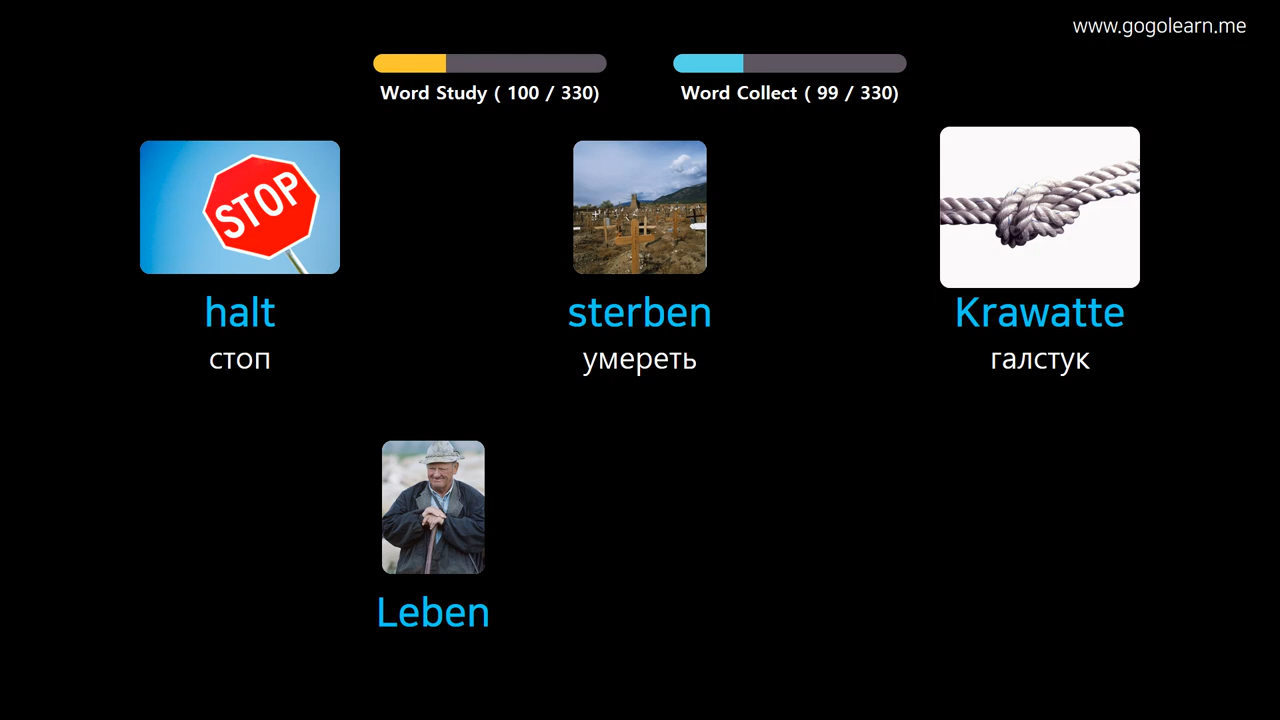 www.gogolearn.me
Word Study ( 100 / 330)
Word Collect ( 99 / 330)
STOP
halt
sterben
Krawatte
стоп
умереть
галстук
Leben